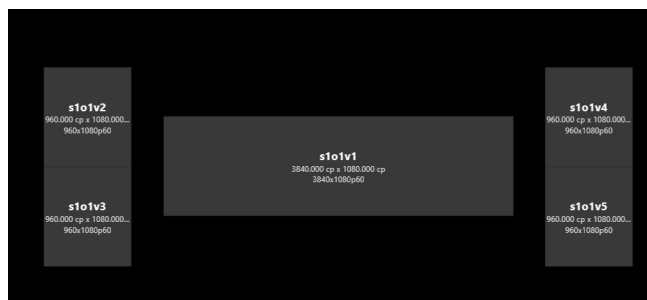 s1o1v2
960.000 cp x 1080.000...
960x1080p60
s1o1v3
960.000 cp x 1080.000...
960x1080p60
s1o1v1
3840.000 cp x 1080.000 cp
3840x1080p60
s1o1v4
960.000 cp x 1080.000...
960x1080p60
s1o1v5
960.000 cp x 1080.000...
960x1080p60